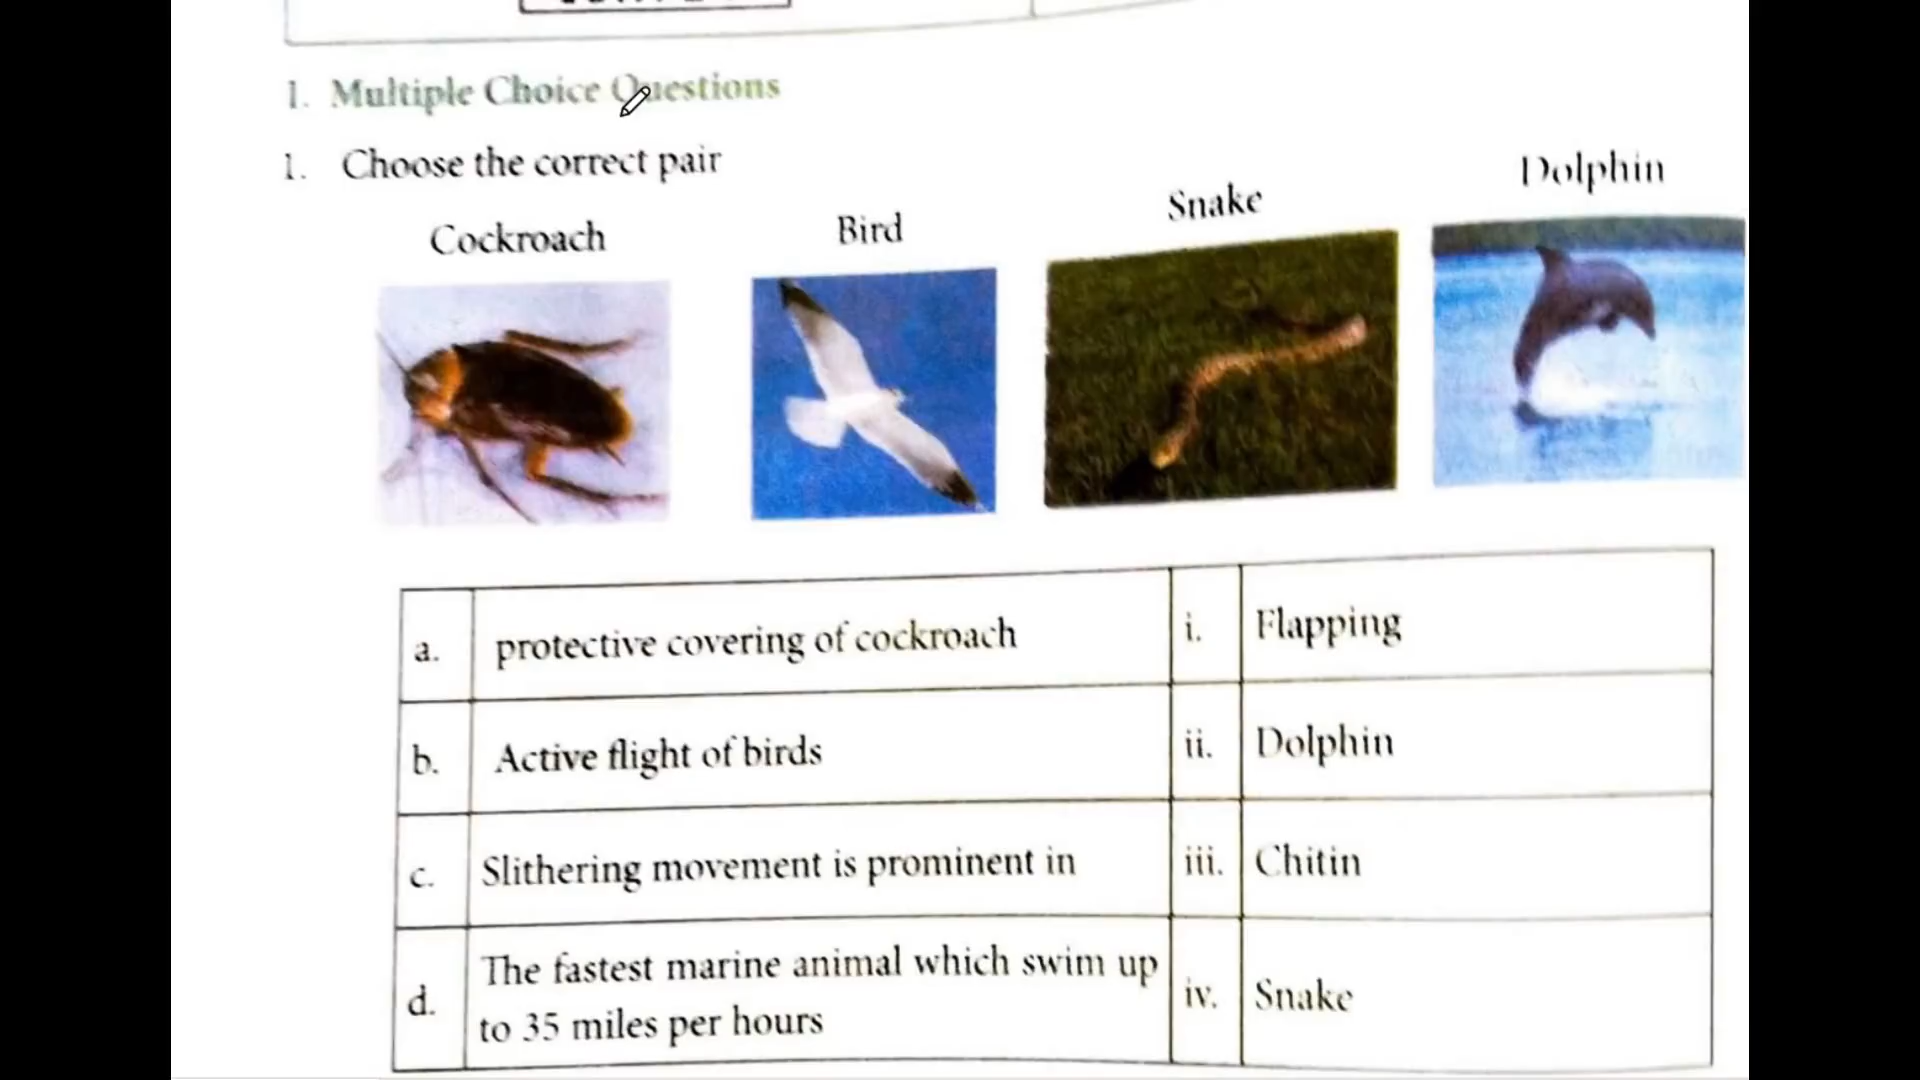 1. Multiple Choice Questions
1. Choose the correct pair
Cockroach Bird Snake Dolphin
a. protective covering of cockroach i. Flapping
b. Active flight of birds ii. Dolphin
c. Slithering movement is prominent in iii. Chitin
d. The fastest marine animal which swim up to 35 miles per hours iv. Snake